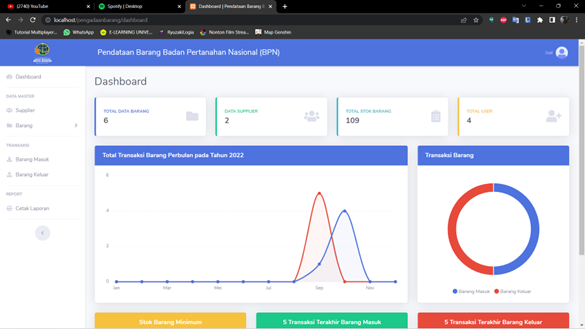 (2740) YouTube
Spotify | Desktop
Dashboard | Pendataan Barang B
localhost/pengadaanbarang/dashboard
Tutorial Multiplayer...
WhatsApp
E-LEARNING UNIVE...
RyuzakiLogia
Nonton Film Strea...
Map Genshin
Pendataan Barang Badan Pertanahan Nasional (BPN)
Dashboard
DATA MASTER
Supplier
Barang
TRANSAKSI
Barang Masuk
Barang Keluar
REPORT
Cetak Laporan
Dashboard
TOTAL DATA BARANG
6
DATA SUPPLIER
2
TOTAL STOK BARANG
109
TOTAL USER
4
Total Transaksi Barang Perbulan pada Tahun 2022
6
4
2
0
Jan Mar Mei Jul Sep Nov
Transaksi Barang
Barang Masuk Barang Keluar
Stok Barang Minimum
5 Transaksi Terakhir Barang Masuk
5 Transaksi Terakhir Barang Keluar